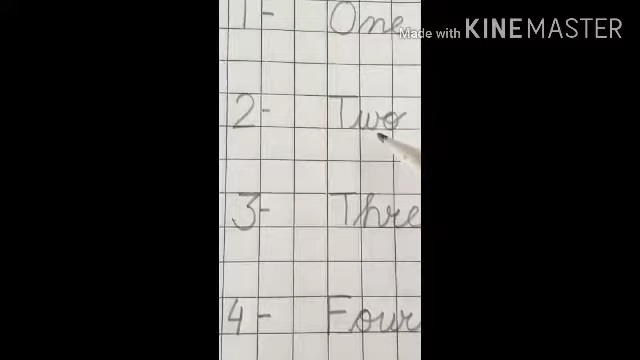 1- One
Made with KINEMASTER
2- Two
3- Thre
4- Four